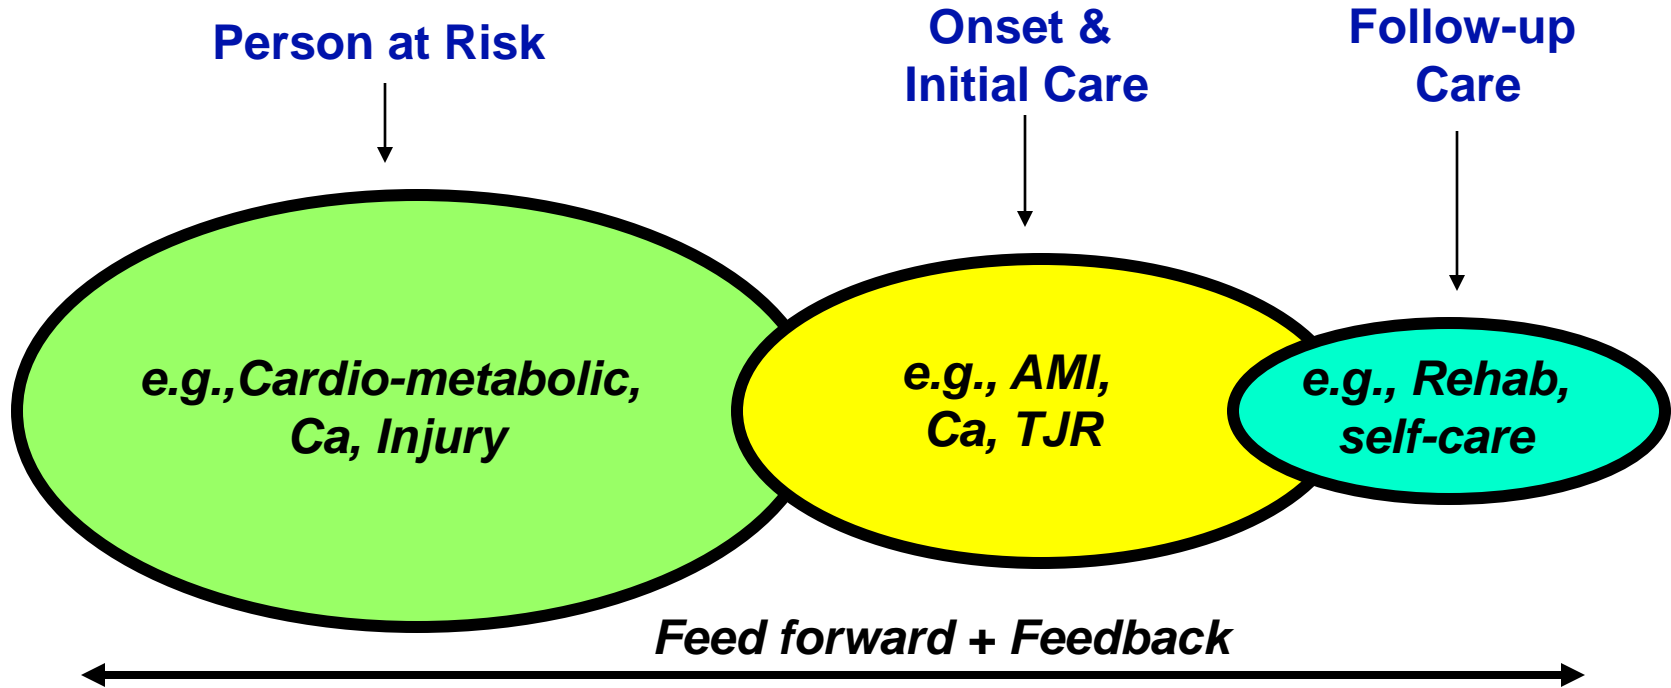 Person at Risk
Onset &
Initial Care
Follow-up
Care
e.g.,Cardio-metabolic,
Ca, Injury
e.g., AMI,
Ca, TJR
e.g., Rehab,
self-care
Feed forward + Feedback